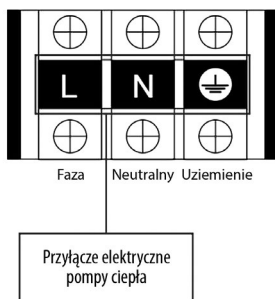 L N
Faza Neutralny Uziemienie
Przyłącze elektryczne
pompy ciepła